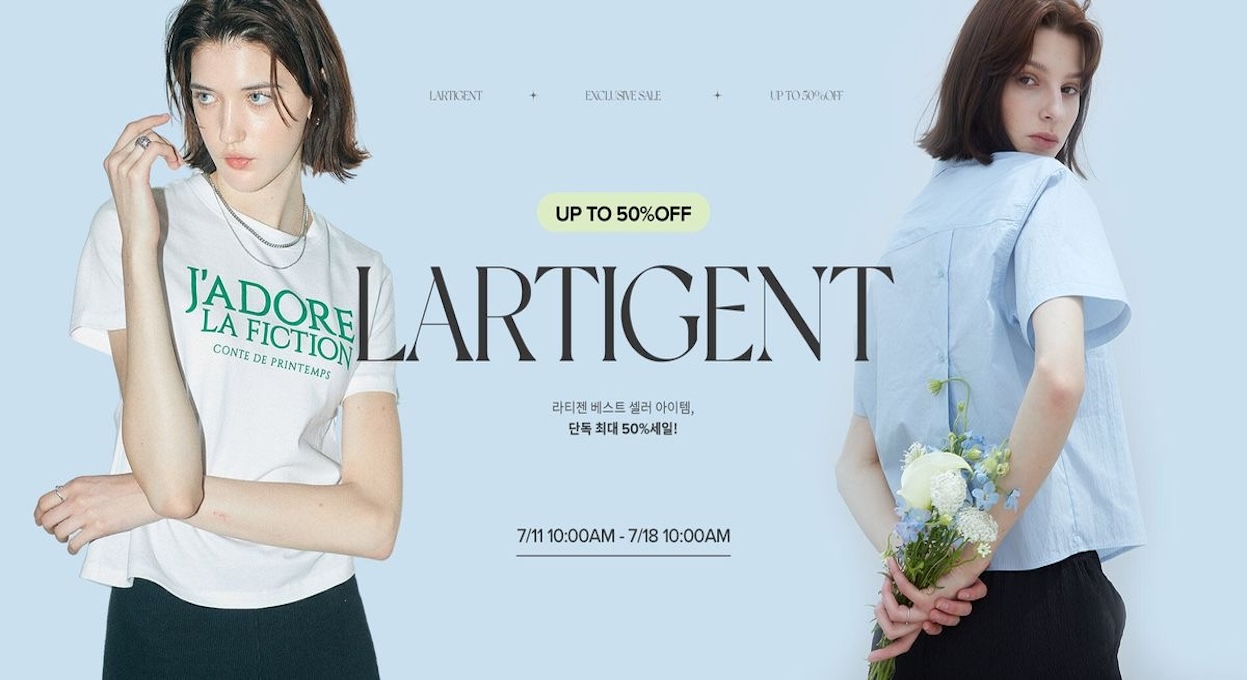 LARTIGENT ✦ EXCLUSIVE SALE ✦ UP TO 50%OFF
UP TO 50%OFF
LARTIGENT
J'ADORE
LA FICTION
CONTE DE PRINTEMPS
라티젠 베스트 셀러 아이템,
단독 최대 50%세일!
7/11 10:00AM - 7/18 10:00AM